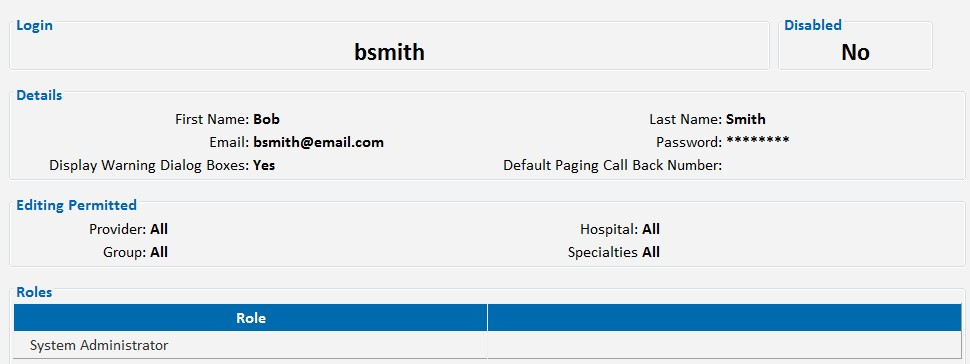 Login Disabled
bsmith No
Details
First Name: Bob Last Name: Smith
Email: bsmith@email.com Password: ********
Display Warning Dialog Boxes: Yes Default Paging Call Back Number:
Editing Permitted
Provider: All Hospital: All
Group: All Specialties All
Roles
Role
System Administrator